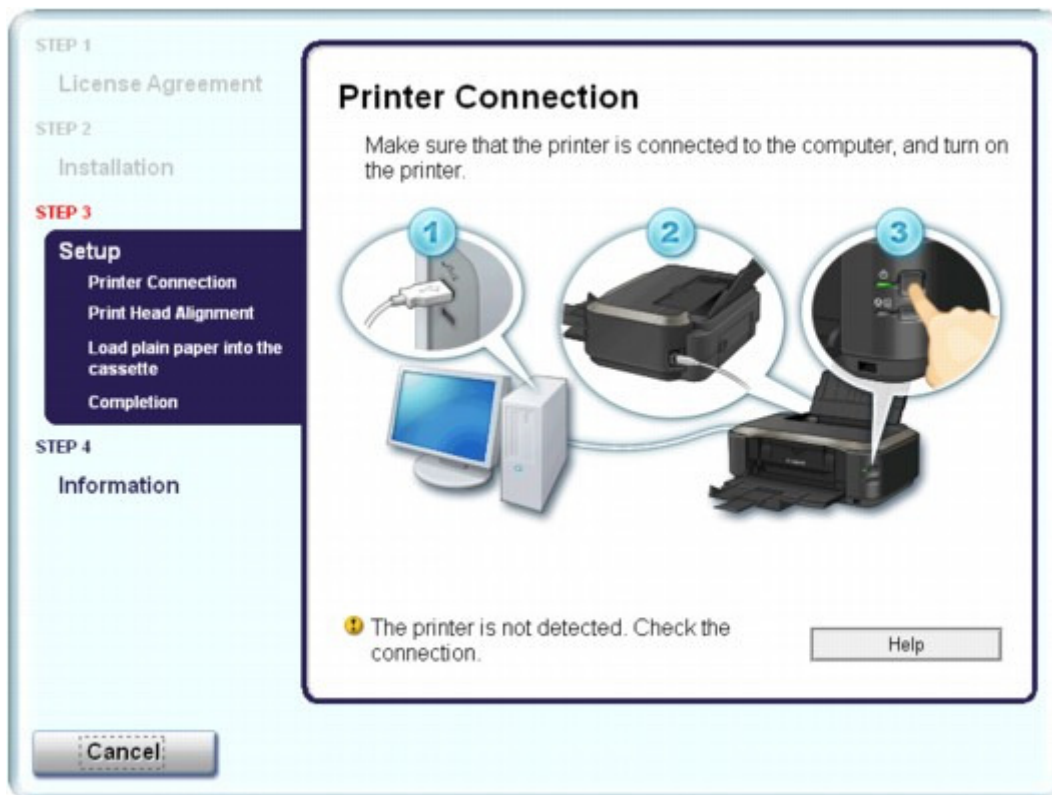 STEP 1
License Agreement
STEP 2
Installation
STEP 3
Setup
Printer Connection
Print Head Alignment
Load plain paper into the
cassette
Completion
STEP 4
Information
Printer Connection
Make sure that the printer is connected to the computer, and turn on
the printer.
1
2
3
The printer is not detected. Check the
connection.
Help
Cancel